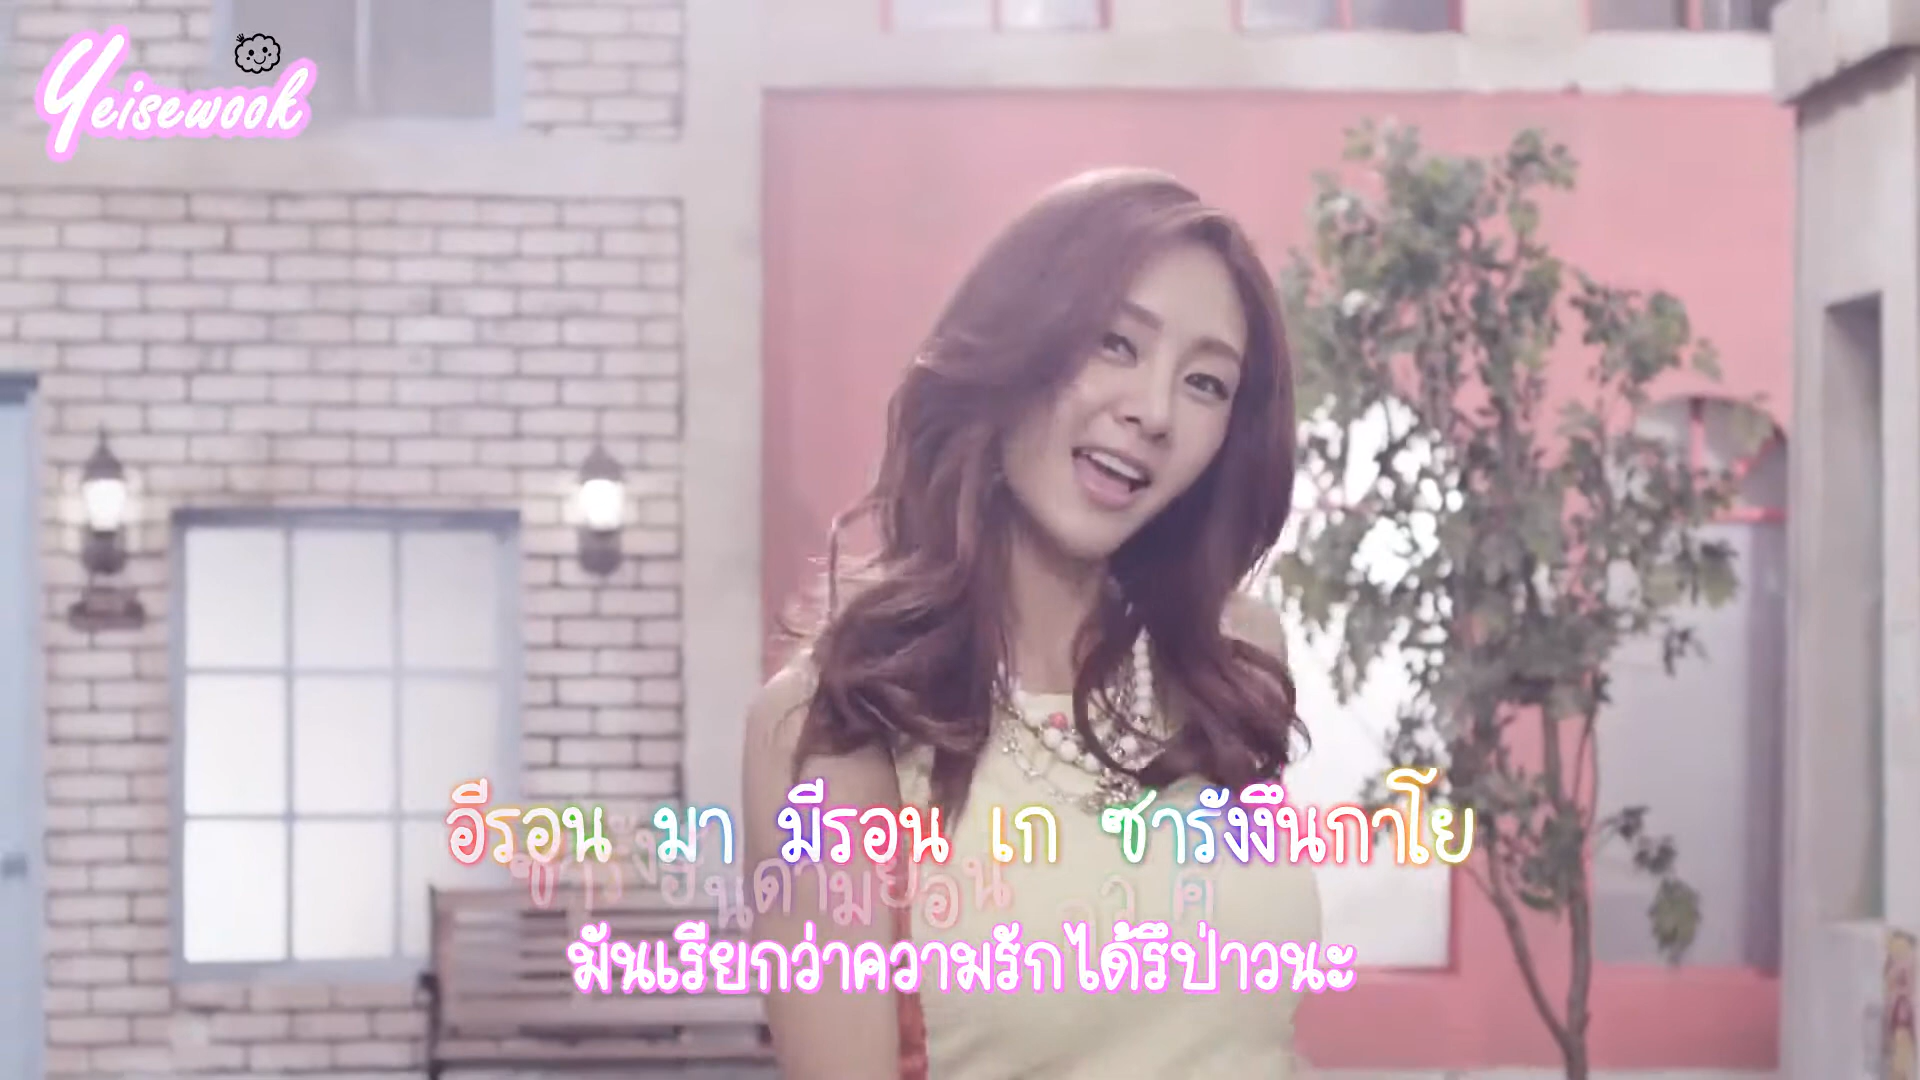 Yeisewook
อีรอน มา มีรอน เก ซารังงึนกาโย
มันเรียกว่าความรักได้รึป่าวนะ